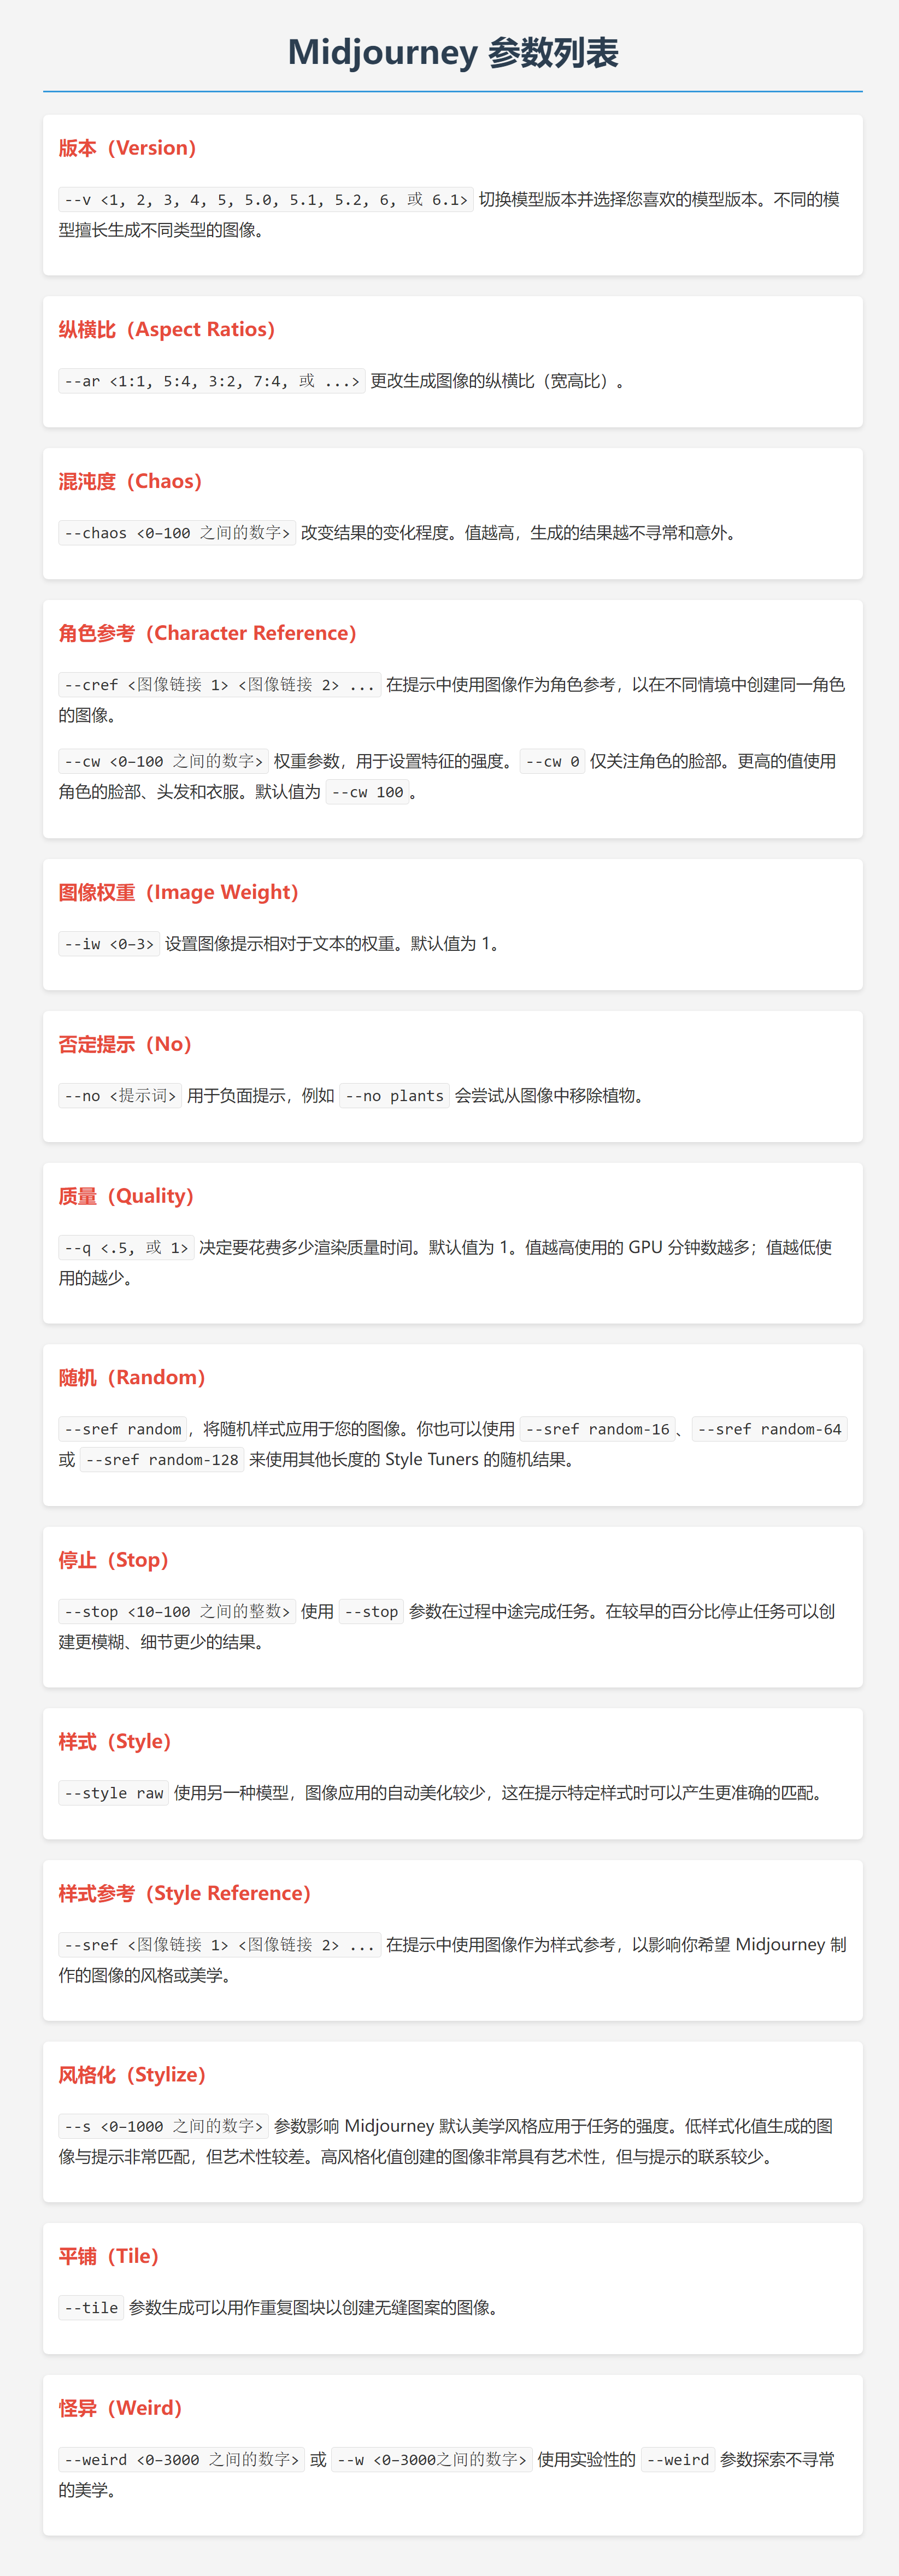 Midjourney 参数列表
版本（Version）
--v <1, 2, 3, 4, 5, 5.0, 5.1, 5.2, 6, 或 6.1> 切换模型版本并选择您喜欢的模型版本。不同的模
型擅长生成不同类型的图像。
纵横比（Aspect Ratios）
--ar <1:1, 5:4, 3:2, 7:4, 或 ...> 更改生成图像的纵横比（宽高比）。
混沌度（Chaos）
--chaos <0–100 之间的数字> 改变结果的变化程度。值越高，生成的结果越不寻常和意外。
角色参考（Character Reference）
--cref <图像链接 1> <图像链接 2> ... 在提示中使用图像作为角色参考，以在不同情境中创建同一角色
的图像。
--cw <0–100 之间的数字> 权重参数，用于设置特征的强度。 --cw 0 仅关注角色的脸部。更高的值使用
角色的脸部、头发和衣服。默认值为 --cw 100。
图像权重（Image Weight）
--iw <0–3> 设置图像提示相对于文本的权重。默认值为 1。
否定提示（No）
--no <提示词> 用于负面提示，例如 --no plants 会尝试从图像中移除植物。
质量（Quality）
--q <.5, 或 1> 决定要花费多少渲染质量时间。默认值为 1。值越高使用的 GPU 分钟数越多；值越低使
用的越少。
随机（Random）
--sref random，将随机样式应用于您的图像。你也可以使用 --sref random-16、 --sref random-64
或 --sref random-128 来使用其他长度的 Style Tuners 的随机结果。
停止（Stop）
--stop <10–100 之间的整数> 使用 --stop 参数在过程中途完成任务。在较早的百分比停止任务可以创
建更模糊、细节更少的结果。
样式（Style）
--style raw 使用另一种模型，图像应用的自动美化较少，这在提示特定样式时可以产生更准确的匹配。
样式参考（Style Reference）
--sref <图像链接 1> <图像链接 2> ... 在提示中使用图像作为样式参考，以影响你希望 Midjourney 制
作的图像的风格或美学。
风格化（Stylize）
--s <0–1000 之间的数字> 参数影响 Midjourney 默认美学风格应用于任务的强度。低样式化值生成的图
像与提示非常匹配，但艺术性较差。高风格化值创建的图像非常具有艺术性，但与提示的联系较少。
平铺（Tile）
--tile 参数生成可以用作重复图块以创建无缝图案的图像。
怪异（Weird）
--weird <0–3000 之间的数字> 或 --w <0–3000之间的数字> 使用实验性的 --weird 参数探索不寻常
的美学。